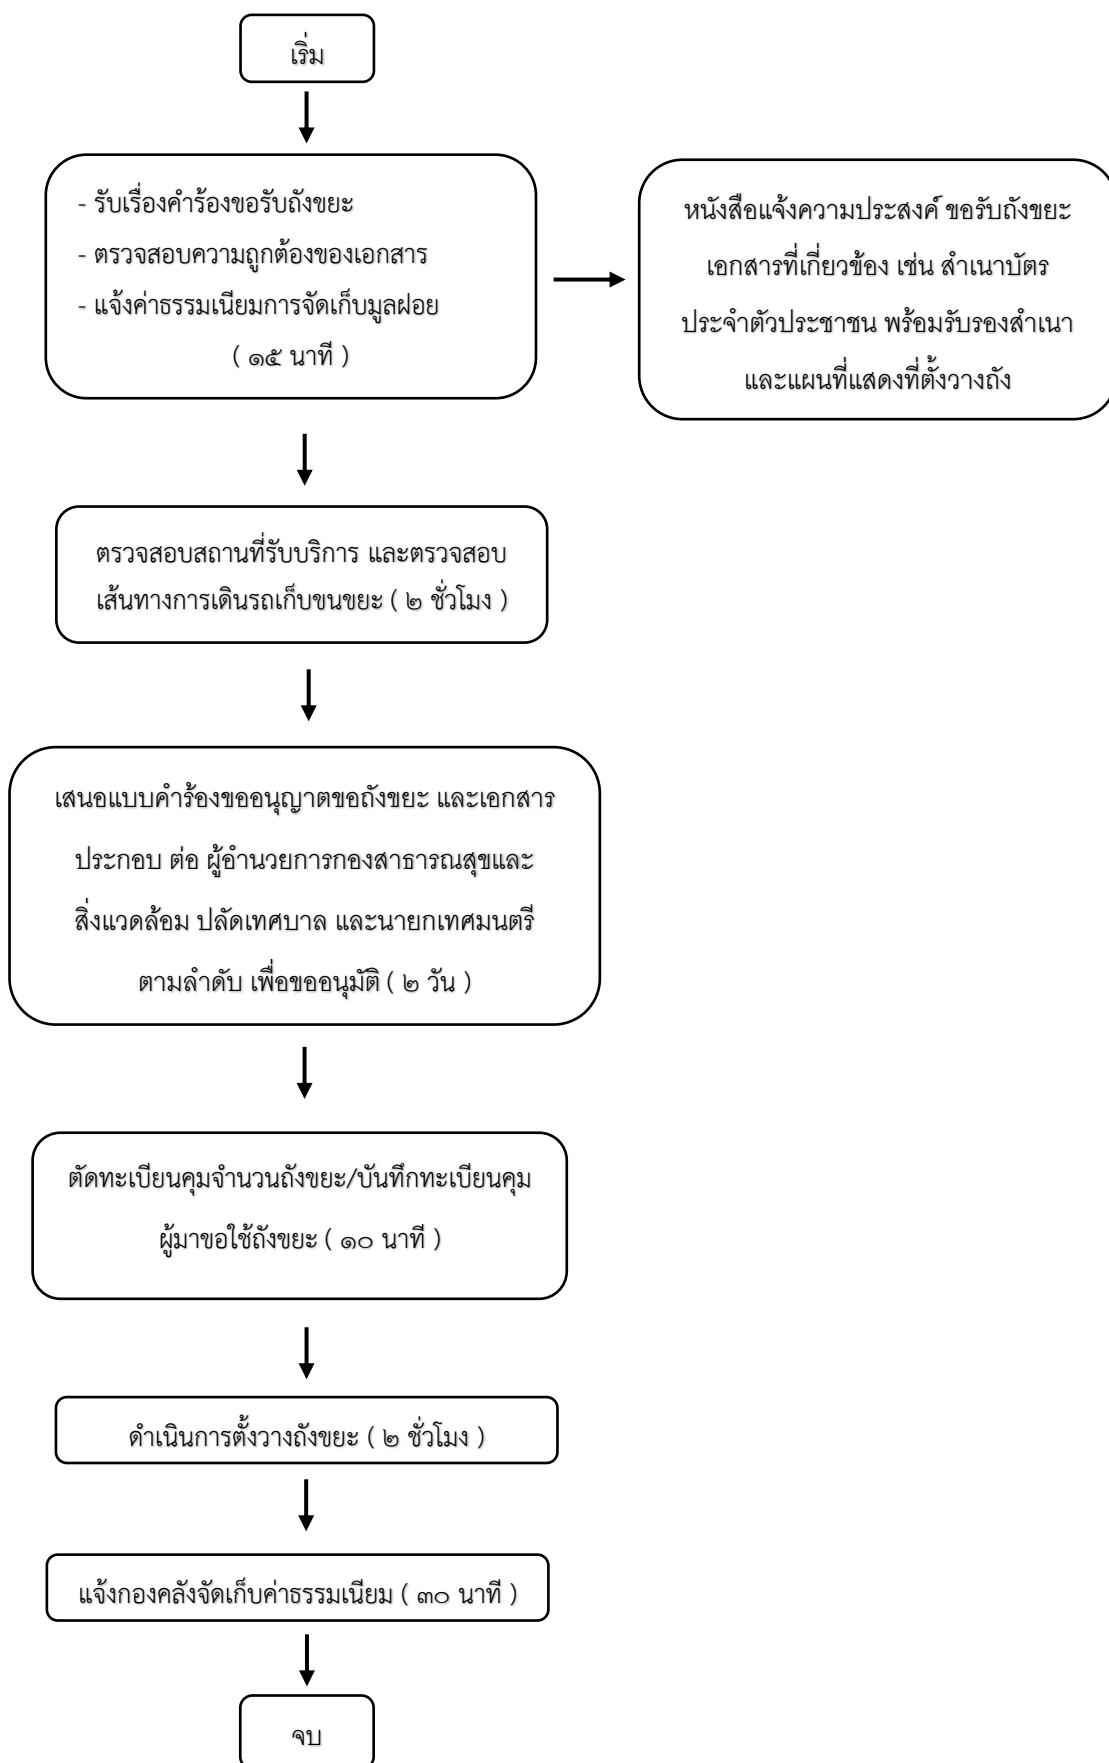 เริ่ม
- รับเรื่องคำร้องขอรับถังขยะ
- ตรวจสอบความถูกต้องของเอกสาร
- แจ้งค่าธรรมเนียมการจัดเก็บมูลฝอย
( ๑๕ นาที )
หนังสือแจ้งความประสงค์ ขอรับถังขยะ
เอกสารที่เกี่ยวข้อง เช่น สำเนาบัตร
ประจำตัวประชาชน พร้อมรับรองสำเนา
และแผนที่แสดงที่ตั้งวางถัง
ตรวจสอบสถานที่รับบริการ และตรวจสอบ
เส้นทางการเดินรถเก็บขนขยะ ( ๒ ชั่วโมง )
เสนอแบบคำร้องขออนุญาตขอถังขยะ และเอกสาร
ประกอบ ต่อ ผู้อำนวยการกองสาธารณสุขและ
สิ่งแวดล้อม ปลัดเทศบาล และนายกเทศมนตรี
ตามลำดับ เพื่อขออนุมัติ ( ๒ วัน )
ตัดทะเบียนคุมจำนวนถังขยะ/บันทึกทะเบียนคุม
ผู้มาขอใช้ถังขยะ ( ๑๐ นาที )
ดำเนินการตั้งวางถังขยะ ( ๒ ชั่วโมง )
แจ้งกองคลังจัดเก็บค่าธรรมเนียม ( ๓๐ นาที )
จบ